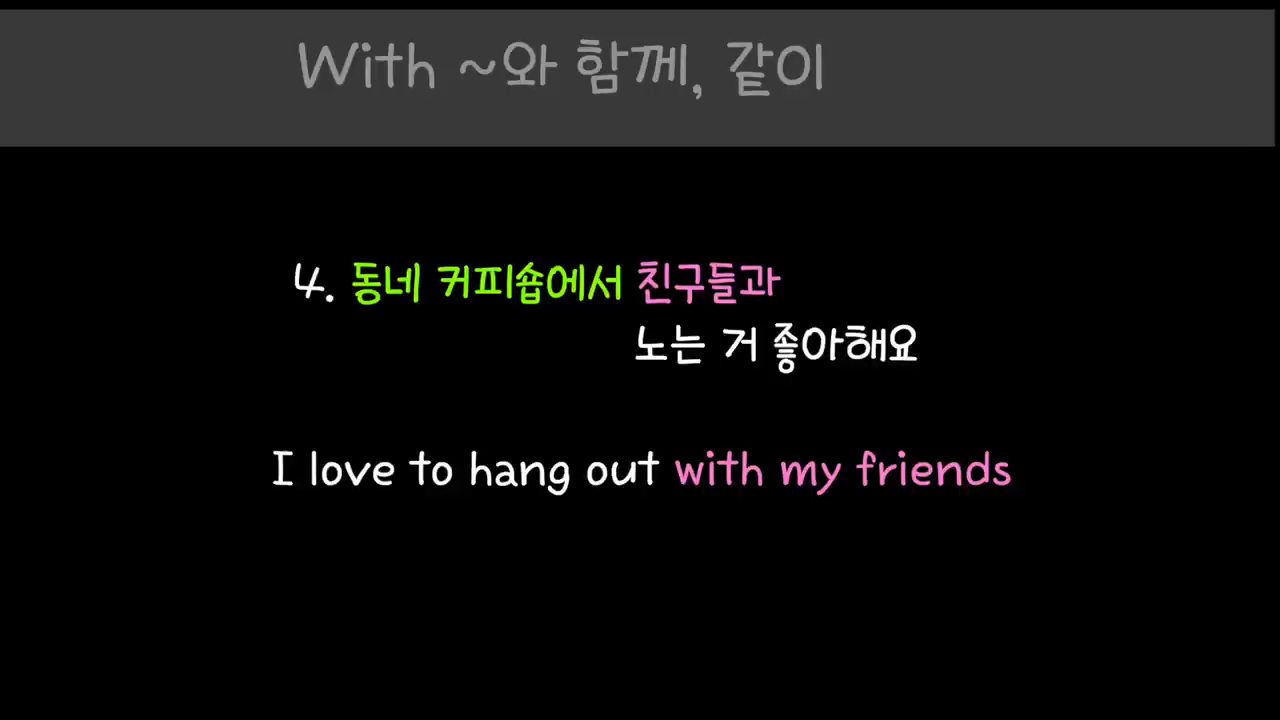 With ~와 함께, 같이
4. 동네 커피숍에서 친구들과
노는 거 좋아해요
I love to hang out with my friends